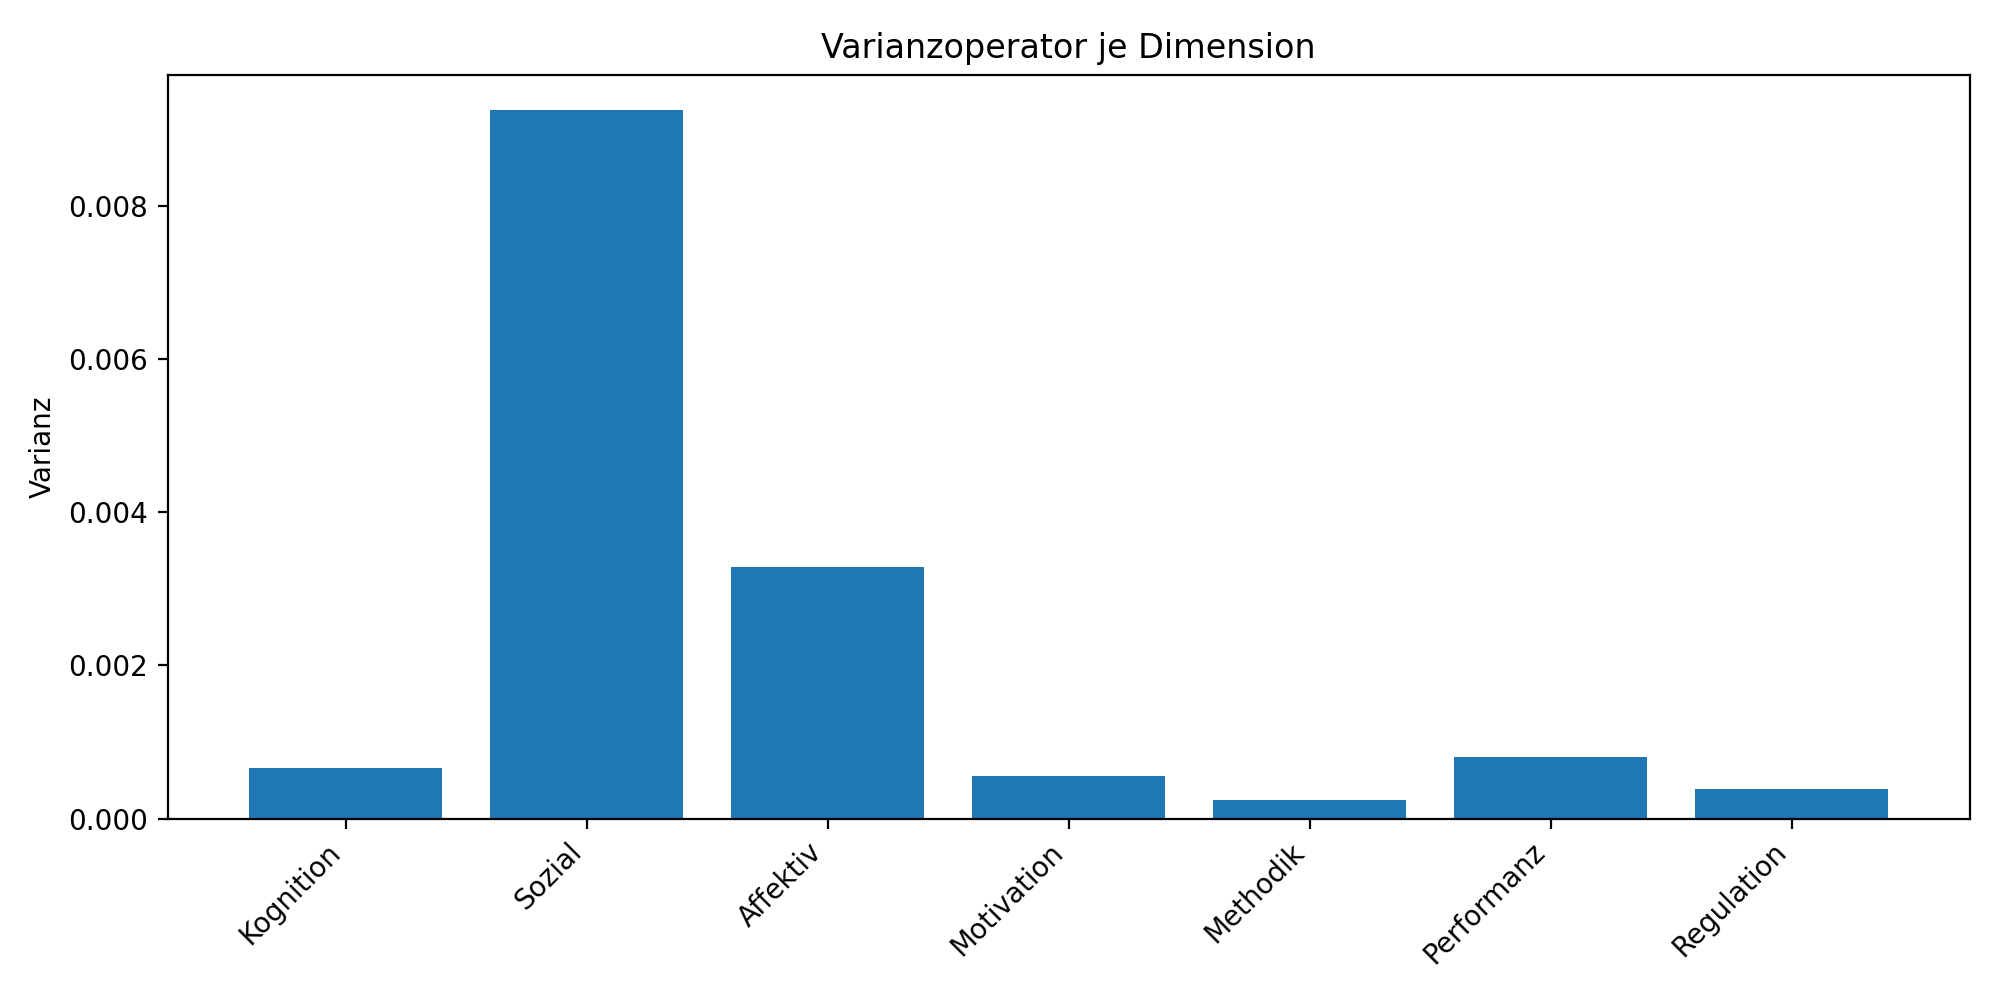 Varianzoperator je Dimension
Varianz
0.008
0.006
0.004
0.002
0.000
Kognition
Sozial
Affektiv
Motivation
Methodik
Performanz
Regulation